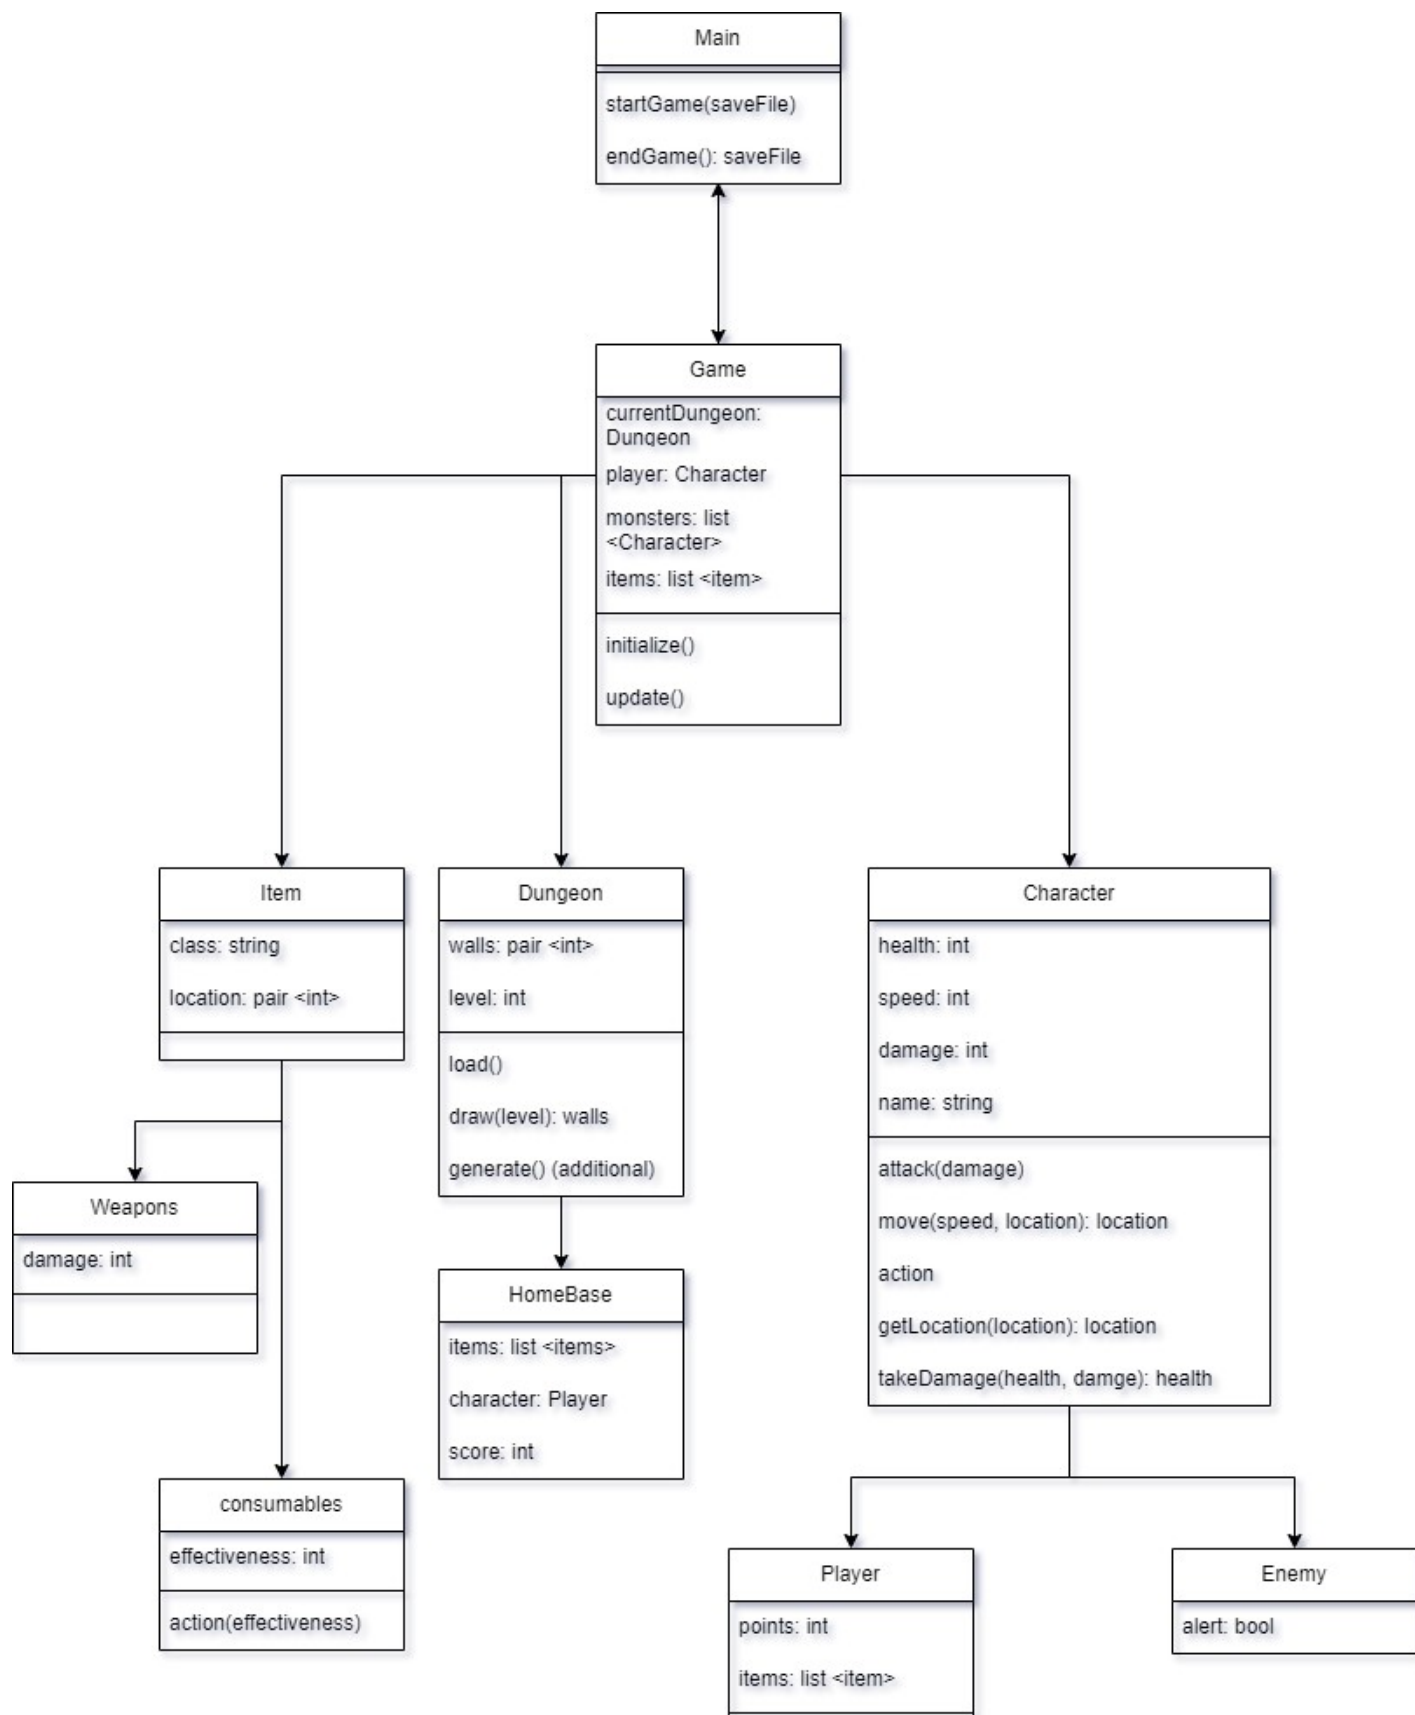 Main
startGame(saveFile)
endGame(): saveFile
Game
currentDungeon:
Dungeon
player: Character
monsters: list
<Character>
items: list <item>
initialize()
update()
Item
class: string
location: pair <int>
Dungeon
walls: pair <int>
level: int
load()
draw(level): walls
generate() (additional)
Character
health: int
speed: int
damage: int
name: string
attack(damage)
move(speed, location): location
action
getLocation(location): location
takeDamage(health, damge): health
Weapons
damage: int
HomeBase
items: list <items>
character: Player
score: int
consumables
effectiveness: int
action(effectiveness)
Player
points: int
items: list <item>
Enemy
alert: bool